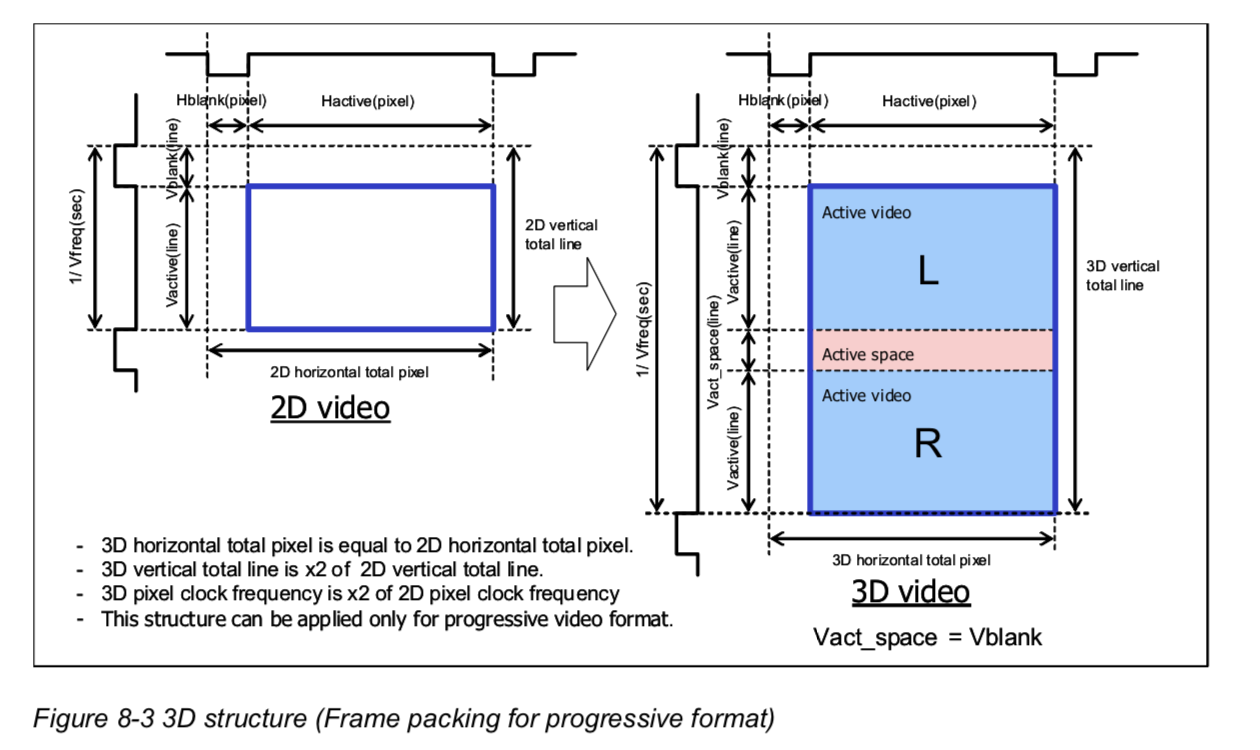 Hblank(pixel)
Hactive(pixel)
Vblank(line)
1/ Vfreq(sec)
Vactive(line)
2D vertical
total line
2D horizontal total pixel
2D video
Hblank(pixel)
Hactive(pixel)
Vblank(line)
Active video
L
Vactive(line)
3D vertical
total line
1/ Vfreq(sec)
Vact_space(line)
Active space
Active video
R
Vactive(line)
3D horizontal total pixel
3D video
Vact_space = Vblank
- 3D horizontal total pixel is equal to 2D horizontal total pixel.
- 3D vertical total line is x2 of 2D vertical total line.
- 3D pixel clock frequency is x2 of 2D pixel clock frequency
- This structure can be applied only for progressive video format.
Figure 8-3 3D structure (Frame packing for progressive format)